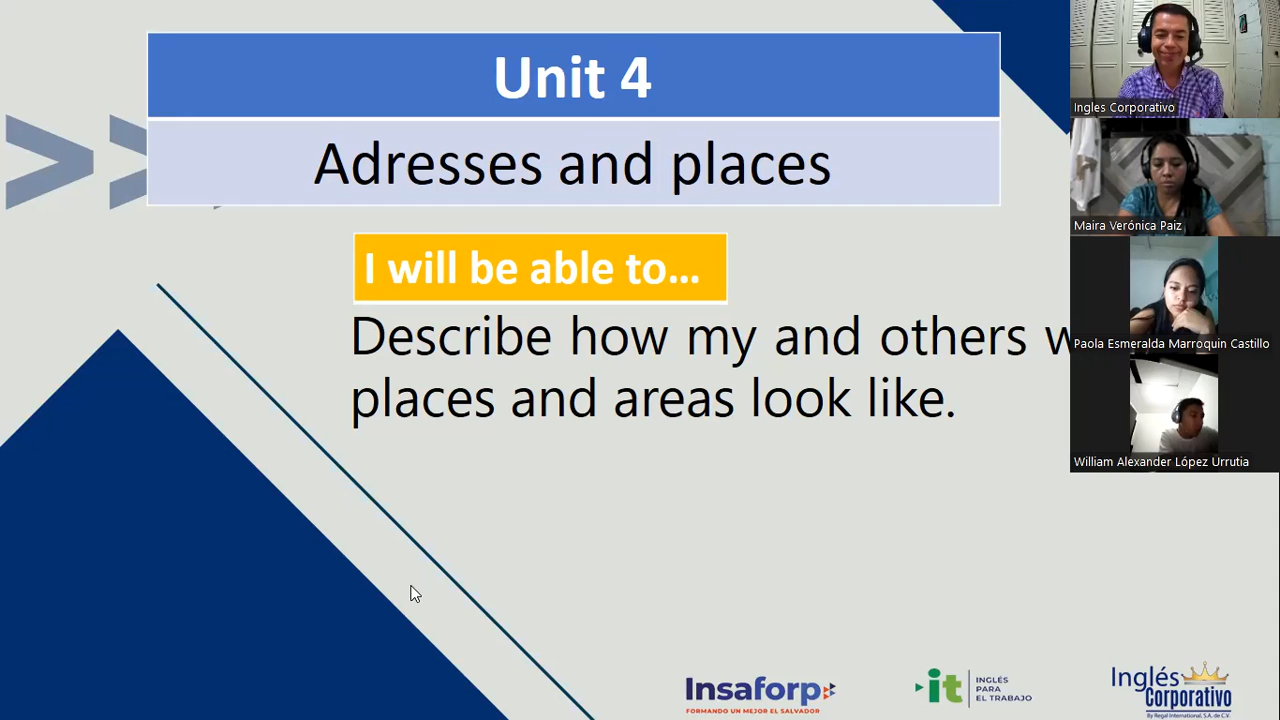 Unit 4
Adresses and places
I will be able to...
Describe how my and others
places and areas look like.
Ingles Corporativo
Maira Verónica Paiz
Paola Esmeralda Marroquin Castillo
William Alexander López Urrutia
Insaforp
FORMANDO UN MEJOR EL SALVADOR
it
INGLÉS
PARA
EL TRABAJO
Inglés
Corporativo
By Regal International, S.A. de C.V.